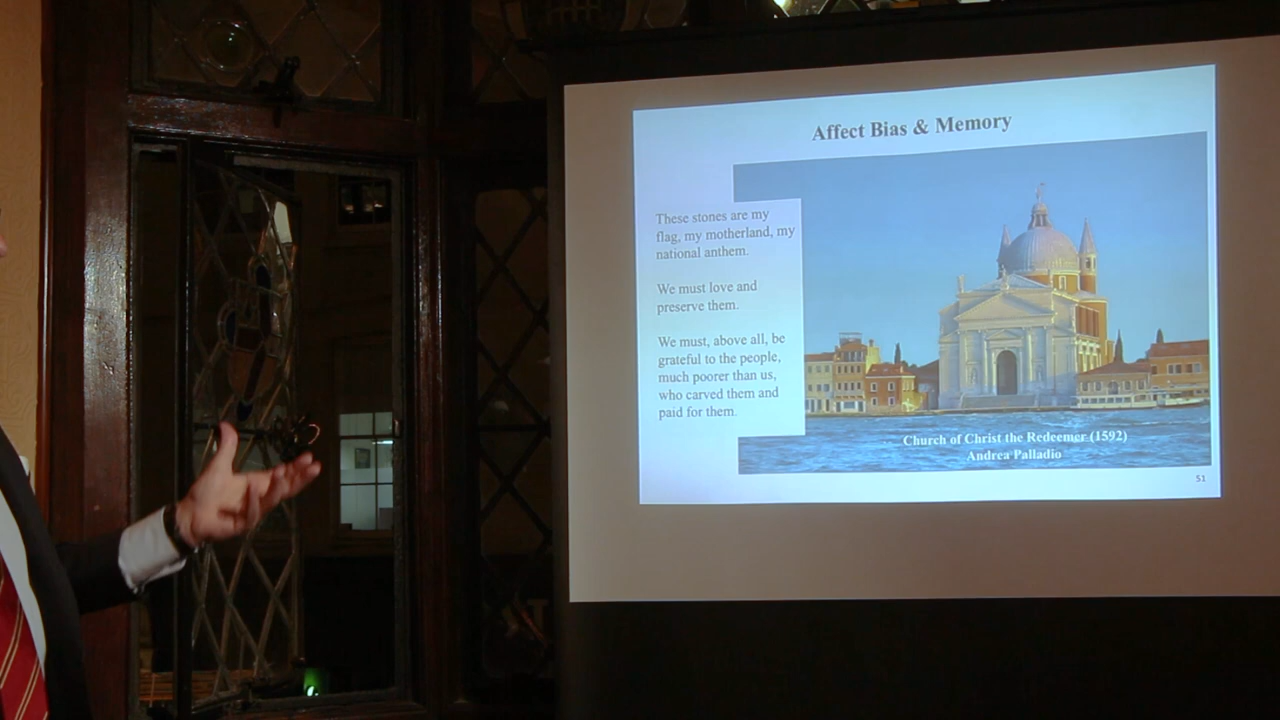 Affect Bias & Memory
These stones are my
flag, my motherland, my
national anthem.
We must love and
preserve them.
We must, above all, be
grateful to the people,
much poorer than us,
who carved them and
paid for them.
Church of Christ the Redeemer (1592)
Andrea Palladio
51